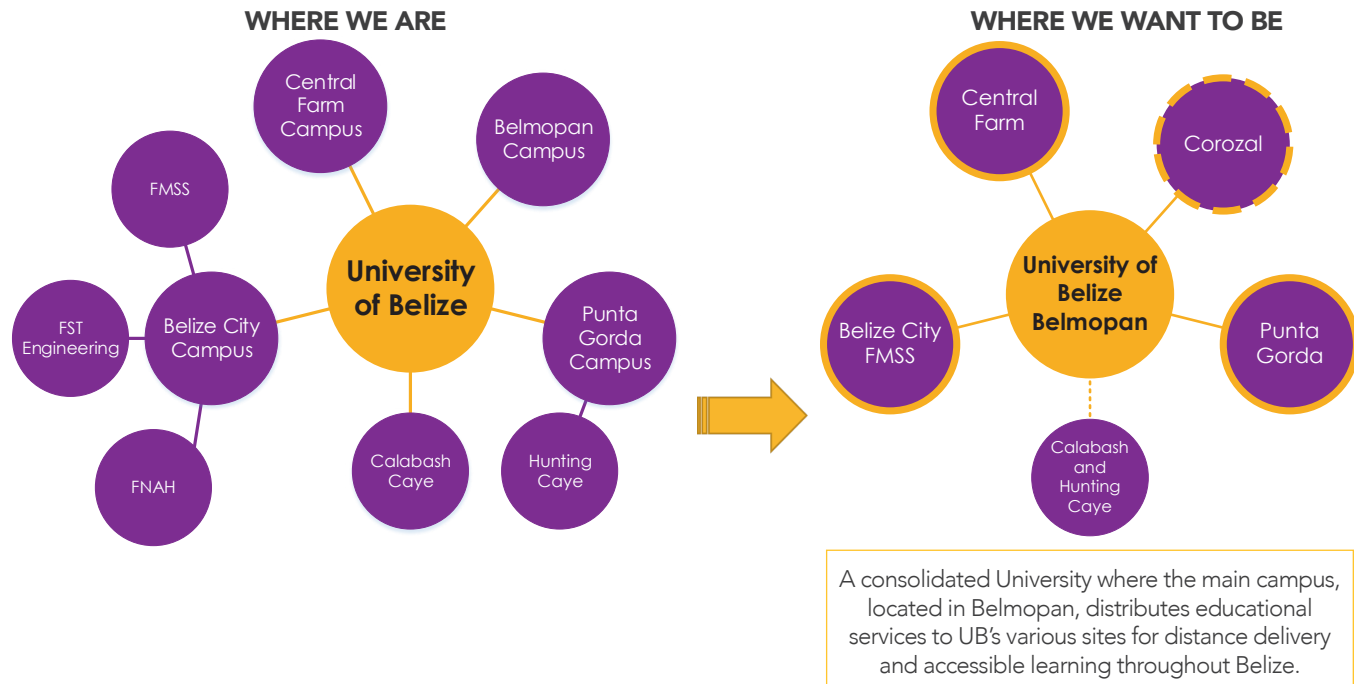 WHERE WE ARE
Central
Farm
Campus
Belmopan
Campus
FMSS
University
of Belize
FST
Engineering
Belize City
Campus
Punta
Gorda
Campus
FNAH
Calabash
Caye
Hunting
Caye
WHERE WE WANT TO BE
Central
Farm
Corozal
University of
Belize
Belmopan
Belize City
FMSS
Punta
Gorda
Calabash
and
Hunting
Caye
A consolidated University where the main campus,
located in Belmopan, distributes educational
services to UB's various sites for distance delivery
and accessible learning throughout Belize.